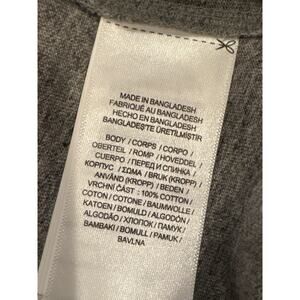 MADE IN BANGLADESH
FABRIQUÉ AU BANGLADESH
HECHO EN BANGLADESH
BANGLADEŞTE ÜRETILMIŞTIR
BODY / CORPS / CORPO /
OBERTEIL / ROMP / HOVEDDEL /
CUERPO / ПЕРЕД И СПИНКА /
КОРПУС / ΣΩΜΑ / BRUK (KROPP) /
ANVÄND (KROPP) / BEDEN /
VRCHNÍ ČÁST : 100% COTTON /
COTON / COTONE / BAUMWOLLE /
KATOEN / BOMULD / ALGODÓN /
ALGODÃO / ХЛОПОК / ПАМУК /
BAMBAKI / BOMULL / PAMUK /
BAVLNA